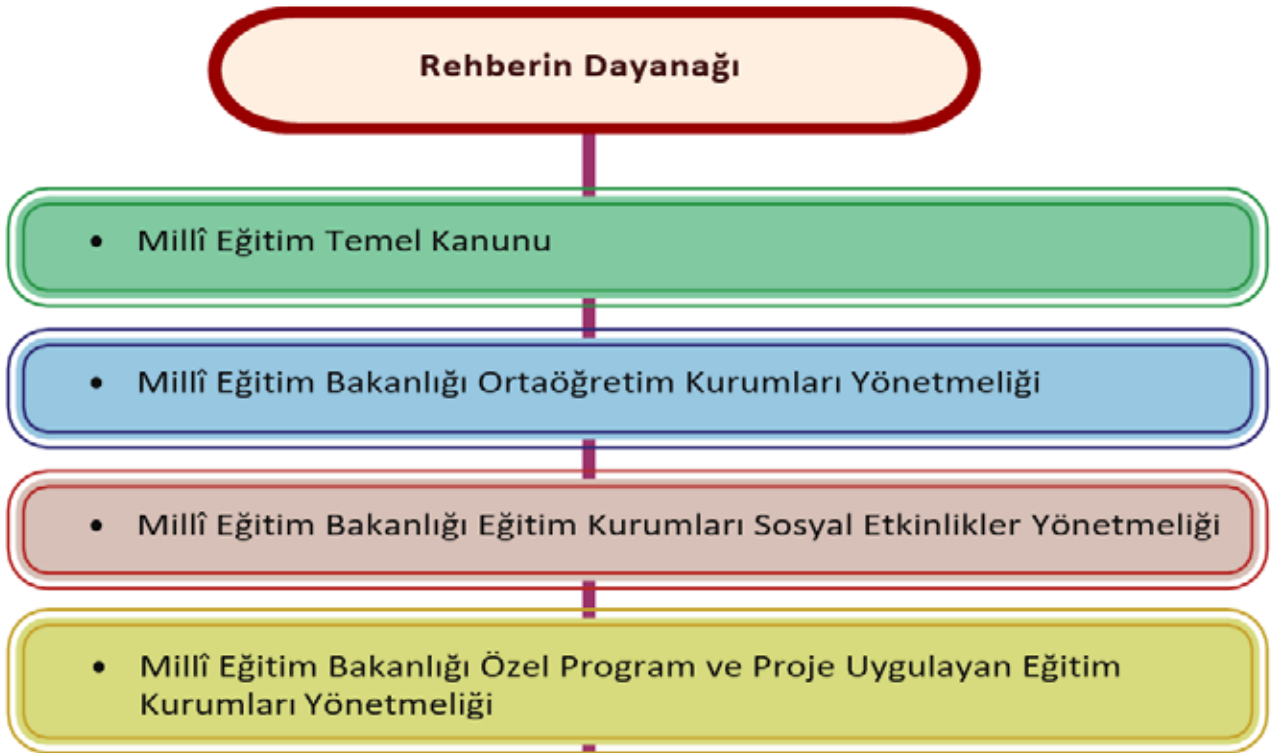 Rehberin Dayanağı
• Millî Eğitim Temel Kanunu
• Millî Eğitim Bakanlığı Ortaöğretim Kurumları Yönetmeliği
• Millî Eğitim Bakanlığı Eğitim Kurumları Sosyal Etkinlikler Yönetmeliği
• Millî Eğitim Bakanlığı Özel Program ve Proje Uygulayan Eğitim
Kurumları Yönetmeliği